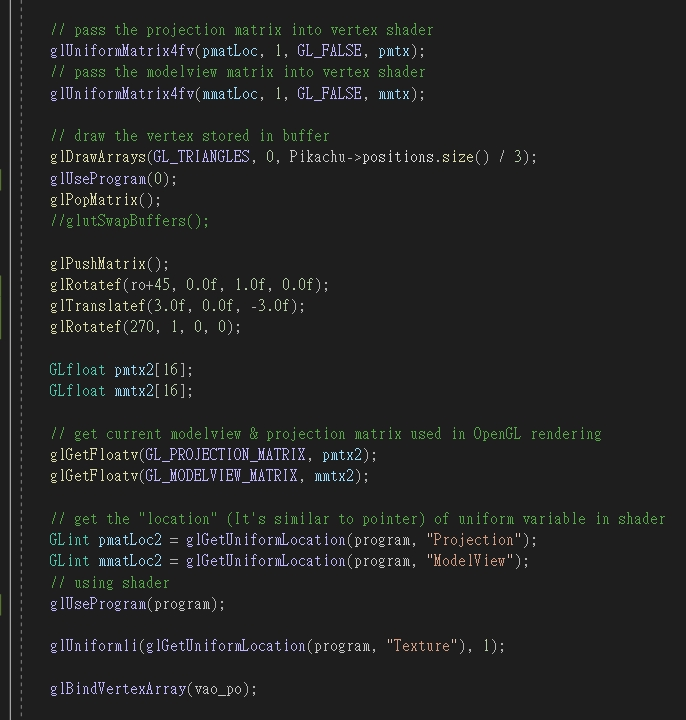 // pass the projection matrix into vertex shader
glUniformMatrix4fv(pmatLoc, 1, GL_FALSE, pmtx);
// pass the modelview matrix into vertex shader
glUniformMatrix4fv(mmatLoc, 1, GL_FALSE, mmtx);
// draw the vertex stored in buffer
glDrawArrays(GL_TRIANGLES, 0, Pikachu->positions.size() / 3);
glUseProgram(0);
glPopMatrix();
//glutSwapBuffers();
glPushMatrix();
glRotatef(ro+45, 0.0f, 1.0f, 0.0f);
glTranslatef(3.0f, 0.0f, -3.0f);
glRotatef(270, 1, 0, 0);
GLfloat pmtx2[16];
GLfloat mmtx2[16];
// get current modelview & projection matrix used in OpenGL rendering
glGetFloatv(GL_PROJECTION_MATRIX, pmtx2);
glGetFloatv(GL_MODELVIEW_MATRIX, mmtx2);
// get the "location" (It's similar to pointer) of uniform variable in shader
GLint pmatLoc2 = glGetUniformLocation(program, "Projection");
GLint mmatLoc2 = glGetUniformLocation(program, "ModelView");
// using shader
glUseProgram(program);
glUniform1i(glGetUniformLocation(program, "Texture"), 1);
glBindVertexArray(vao_po);